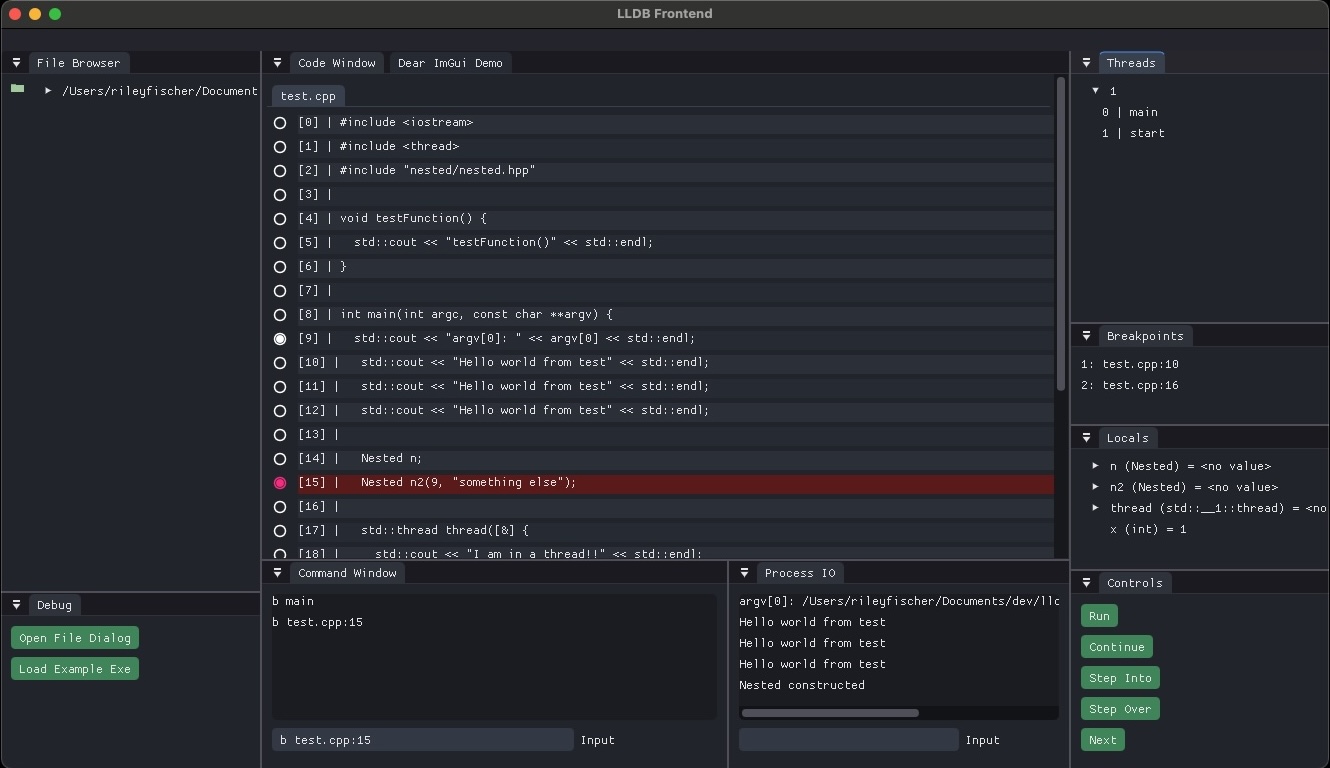 LLDB Frontend
File Browser
/Users/rileyfischer/Document
Debug
Open File Dialog
Load Example Exe
Code Window Dear ImGui Demo
test.cpp
[0] | #include <iostream>
[1] | #include <thread>
[2] | #include "nested/nested.hpp"
[3] |
[4] | void testFunction() {
[5] |   std::cout << "testFunction()" << std::endl;
[6] | }
[7] |
[8] | int main(int argc, const char **argv) {
[9] |   std::cout << "argv[0]: " << argv[0] << std::endl;
[10] |   std::cout << "Hello world from test" << std::endl;
[11] |   std::cout << "Hello world from test" << std::endl;
[12] |   std::cout << "Hello world from test" << std::endl;
[13] |
[14] |   Nested n;
[15] |   Nested n2(9, "something else");
[16] |
[17] |   std::thread thread([&] {
[18] |     std::cout << "I am in a thread!!" << std::endl;
Command Window
b main
b test.cpp:15
b test.cpp:15 Input
Process IO
argv[0]: /Users/rileyfischer/Documents/dev/llc
Hello world from test
Hello world from test
Hello world from test
Nested constructed
Input
Threads
1
0 | main
1 | start
Breakpoints
1: test.cpp:10
2: test.cpp:16
Locals
n (Nested) = <no value>
n2 (Nested) = <no value>
thread (std::__1::thread) = <no
x (int) = 1
Controls
Run
Continue
Step Into
Step Over
Next